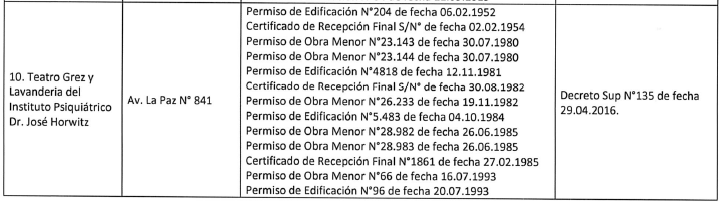 Permiso de Edificación N°204 de fecha 06.02.1952
Certificado de Recepción Final S/N° de fecha 02.02.1954
Permiso de Obra Menor N°23.143 de fecha 30.07.1980
Permiso de Obra Menor N°23.144 de fecha 30.07.1980
Permiso de Edificación N°4818 de fecha 12.11.1981
Certificado de Recepción Final S/N° de fecha 30.08.1982
Permiso de Obra Menor N°26.233 de fecha 19.11.1982
Permiso de Edificación N°5.483 de fecha 04.10.1984
Permiso de Obra Menor N°28.982 de fecha 26.06.1985
Permiso de Obra Menor N°28.983 de fecha 26.06.1985
Certificado de Recepción Final N°1861 de fecha 27.02.1985
Permiso de Obra Menor N°66 de fecha 16.07.1993
Permiso de Edificación N°96 de fecha 20.07.1993
10. Teatro Grez y
Lavanderia del
Instituto Psiquiátrico
Dr. José Horwitz
Av. La Paz N° 841
Decreto Sup N°135 de fecha
29.04.2016.